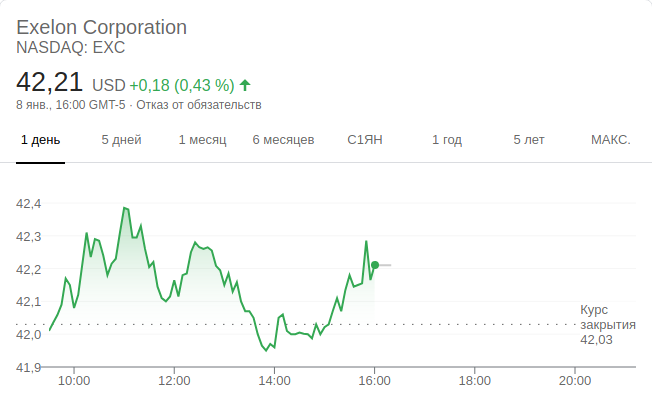 Exelon Corporation
NASDAQ: EXC
42,21 USD +0,18 (0,43 %)
8 янв., 16:00 GMT-5 · Отказ от обязательств
1 день 5 дней 1 месяц 6 месяцев С1ЯН 1 год 5 лет МАКС.
42,4
42,3
42,2
42,1
42,0
41,9
Курс
закрытия
42,03
10:00 12:00 14:00 16:00 18:00 20:00